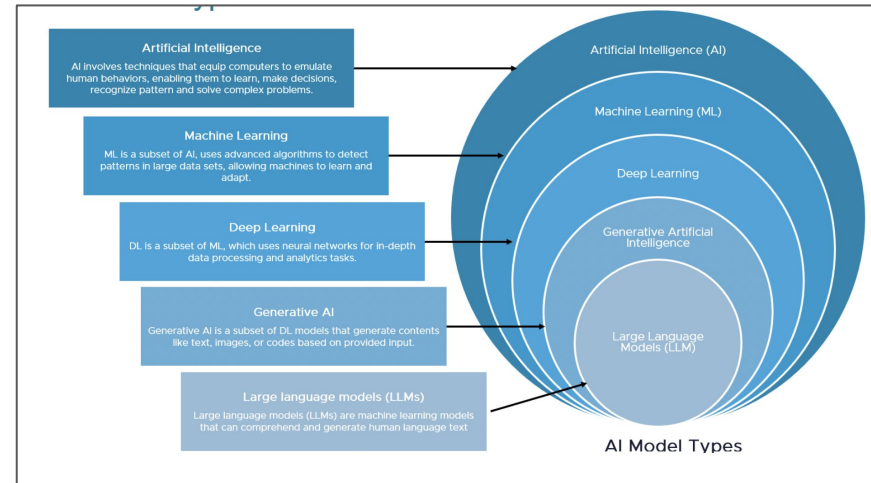 Artificial Intelligence
AI involves techniques that equip computers to emulate
human behaviors, enabling them to learn, make decisions,
recognize pattern and solve complex problems.
Machine Learning
ML is a subset of AI, uses advanced algorithms to detect
patterns in large data sets, allowing machines to learn and
adapt.
Deep Learning
DL is a subset of ML, which uses neural networks for in-depth
data processing and analytics tasks.
Generative AI
Generative AI is a subset of DL models that generate contents
like text, images, or codes based on provided input.
Large language models (LLMs)
Large language models (LLMs) are machine learning models
that can comprehend and generate human language text
Artificial Intelligence (AI)
Machine Learning (ML)
Deep Learning
Generative Artificial
Intelligence
Large Language
Models (LLM)
AI Model Types